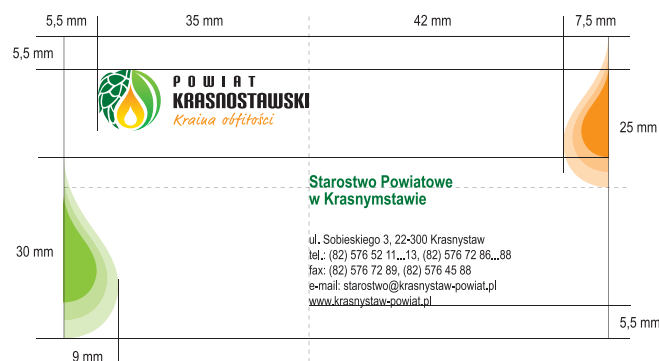 5,5 mm 35 mm 42 mm 7,5 mm
5,5 mm
POWIAT
KRASNOSTAWSKI
Kraina obfitości
25 mm
Starostwo Powiatowe
w Krasnymstawie
ul. Sobieskiego 3, 22-300 Krasnystaw
tel.: (82) 576 52 11...13, (82) 576 72 86...88
30 mm
fax: (82) 576 72 89, (82) 576 45 88
e-mail: starostwo@krasnystaw-powiat.pl
www.krasnystaw-powiat.pl
5,5 mm
9 mm